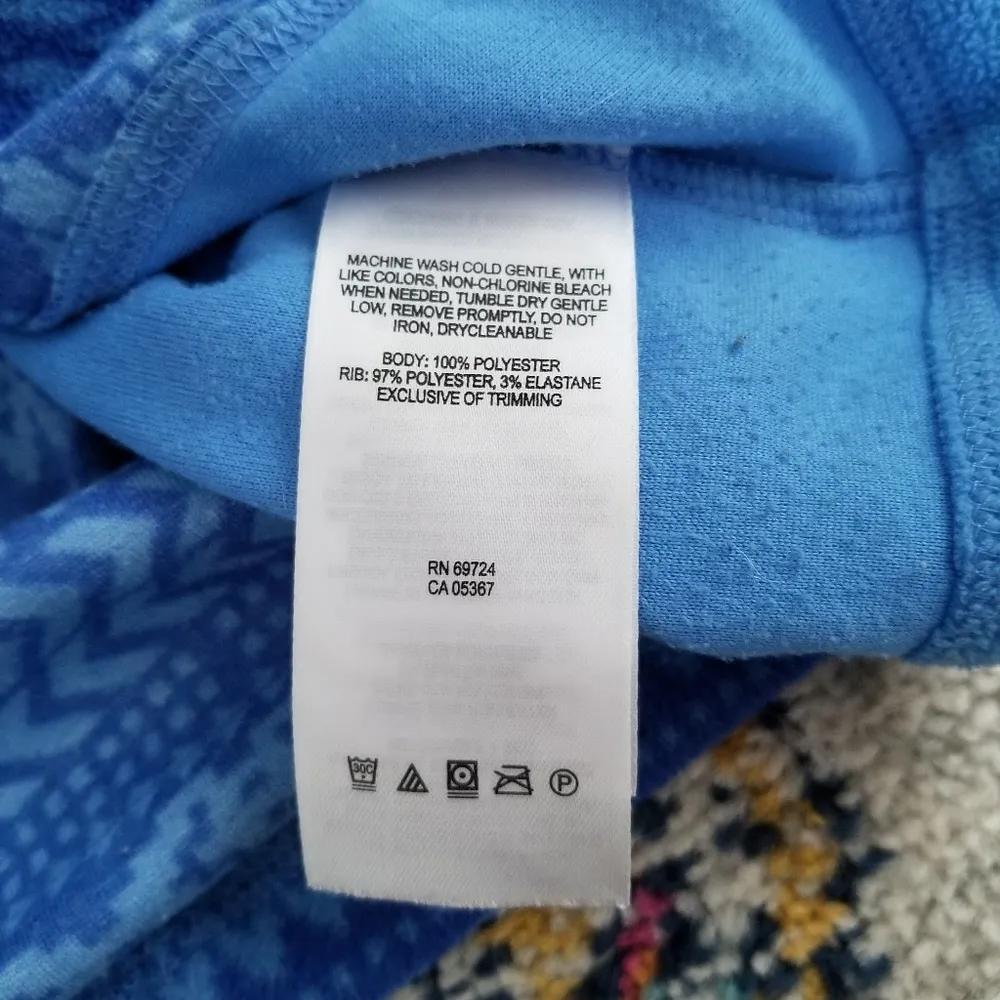 MACHINE WASH COLD GENTLE, WITH
LIKE COLORS, NON-CHLORINE BLEACH
WHEN NEEDED, TUMBLE DRY GENTLE
LOW, REMOVE PROMPTLY, DO NOT
IRON, DRYCLEANABLE
BODY: 100% POLYESTER
RIB: 97% POLYESTER, 3% ELASTANE
EXCLUSIVE OF TRIMMING
RN 69724
CA 05367
30C P